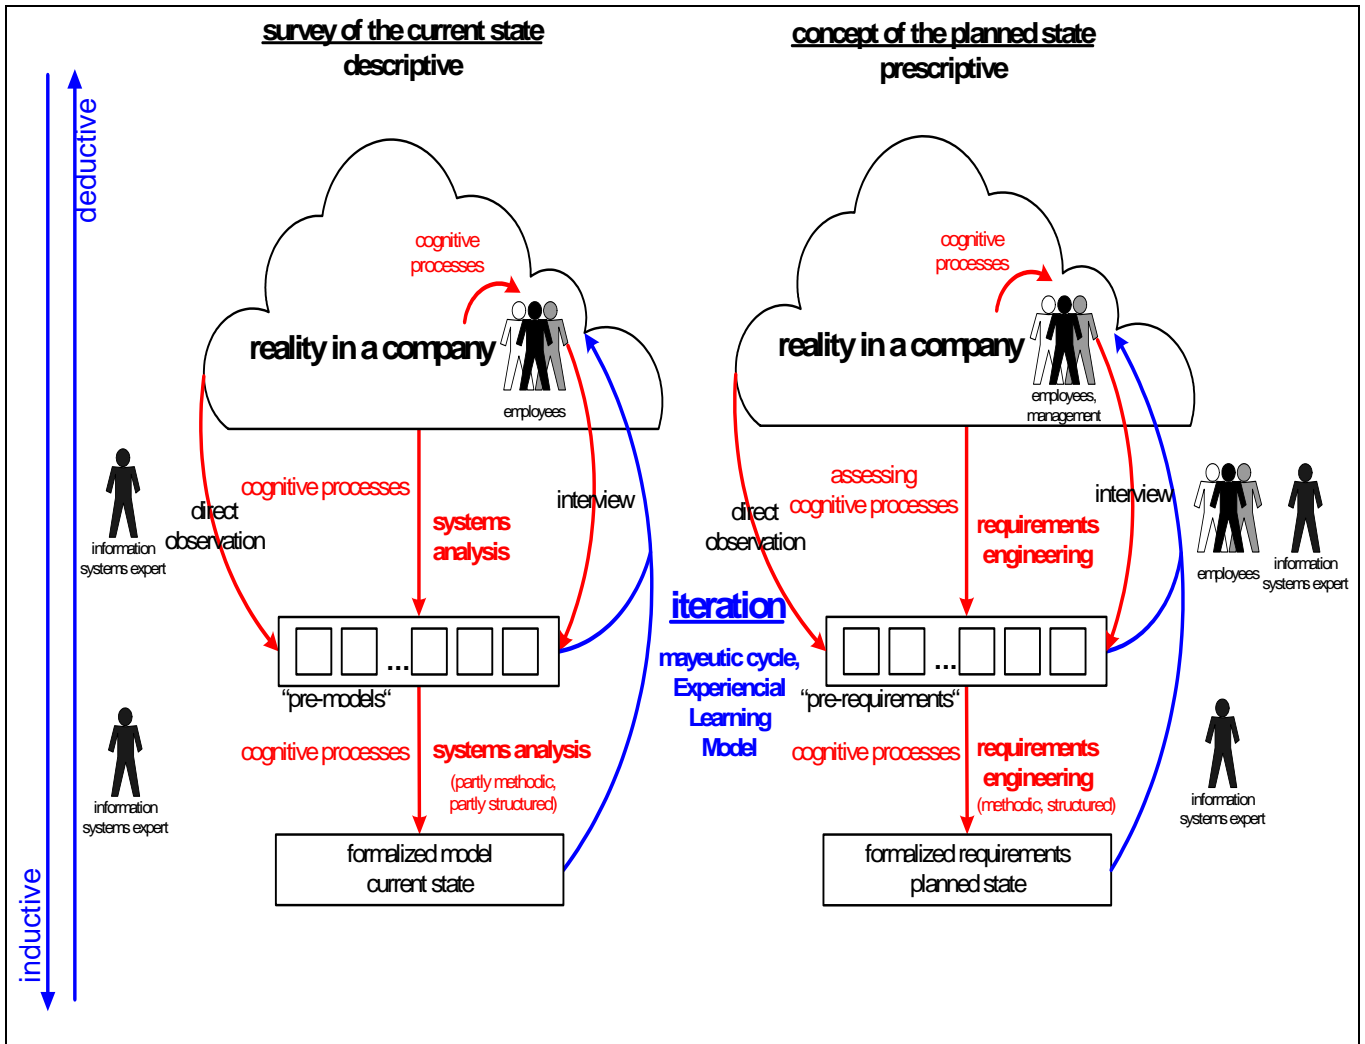 survey of the current state
descriptive
concept of the planned state
prescriptive
deductive
inductive
cognitive
processes
reality in a company
employees
cognitive processes
direct
observation
systems
analysis
interview
information
systems expert
...
“pre-models“
cognitive processes
systems analysis
(partly methodic,
partly structured)
information
systems expert
formalized model
current state
iteration
mayeutic cycle,
Experiencial
Learning
Model
cognitive
processes
reality in a company
employees,
management
assessing
cognitive processes
direct
observation
requirements
engineering
interview
employees
information
systems expert
...
“pre-requirements“
cognitive processes
requirements
engineering
(methodic, structured)
information
systems expert
formalized requirements
planned state